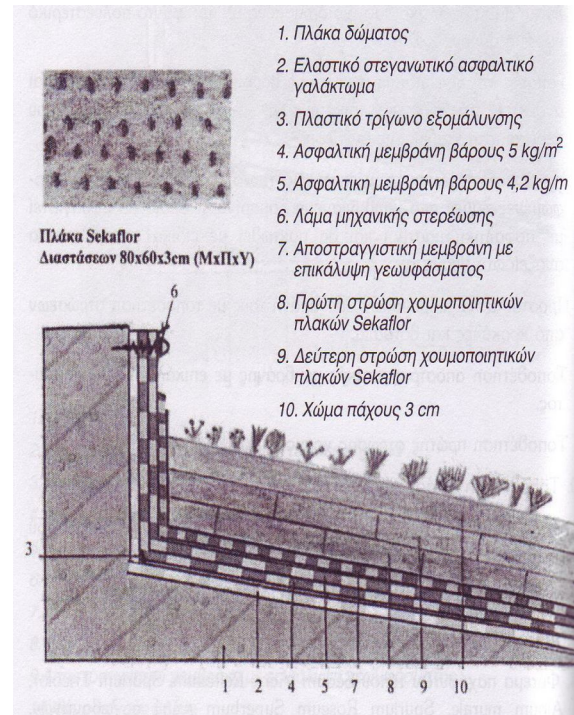 1. Πλάκα δώματος
2. Ελαστικό στεγανωτικό ασφαλτικό
γαλάκτωμα
3. Πλαστικό τρίγωνο εξομάλυνσης
4. Ασφαλτική μεμβράνη βάρους 5 kg/m²
5. Ασφαλτικη μεμβράνη βάρους 4,2 kg/m
6. Λάμα μηχανικής στερέωσης
7. Αποστραγγιστική μεμβράνη με
επικάλυψη γεωυφάσματος
8. Πρώτη στρώση χουμοποιητικών
πλακών Sekaflor
9. Δεύτερη στρώση χουμοποιητικών
πλακών Sekaflor
10. Χώμα πάχους 3 cm
Πλάκα Sekaflor
Διαστάσεων 80x60x3cm (ΜxΠxΥ)
6
3
1 2 4 5 7 8 9 10